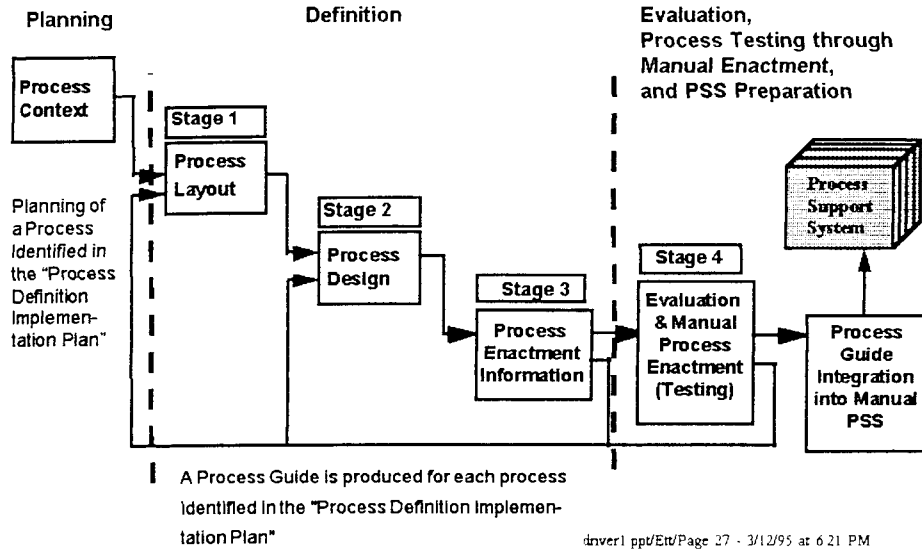 Planning
Definition
Evaluation,
Process Testing through
Manual Enactment,
and PSS Preparation
Process
Context
Stage 1
Process
Layout
Planning of
a Process
Identified in
the "Process
Definition
Implemen-
tation Plan"
Stage 2
Process
Design
Stage 3
Process
Enactment
Information
Stage 4
Evaluation
& Manual
Process
Enactment
(Testing)
Process
Support
System
Process
Guide
Integration
into Manual
PSS
A Process Guide is produced for each process
Identified in the "Process Definition Implemen-
tation Plan"
driver1 ppt/Ett/Page 27 - 3/12/95 at 6 21 PM